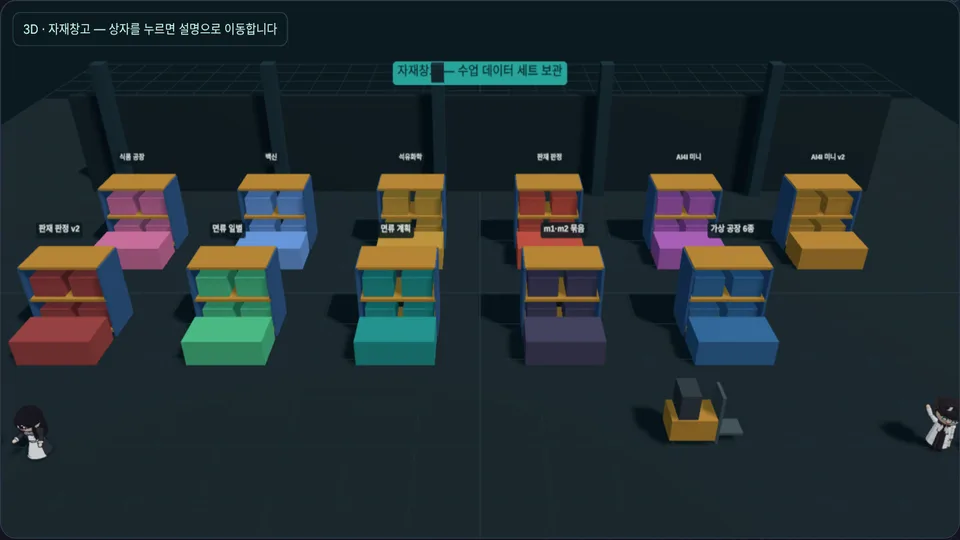 3D · 자재창고 — 상자를 누르면 설명으로 이동합니다
자재창 — 수업 데이터 세트 보관
식품 공장
백신
석유화학
판재 판정
AI4I 미니
AI4I 미니 v2
판재 판정 v2
면류 일별
면류 계획
m1·m2 묶음
가상 공장 6종